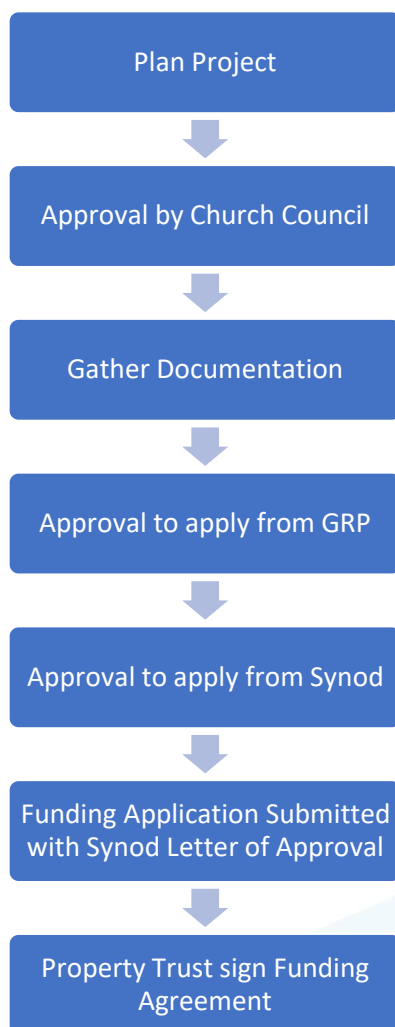 Plan Project
Approval by Church Council
Gather Documentation
Approval to apply from GRP
Approval to apply from Synod
Funding Application Submitted
with Synod Letter of Approval
Property Trust sign Funding
Agreement